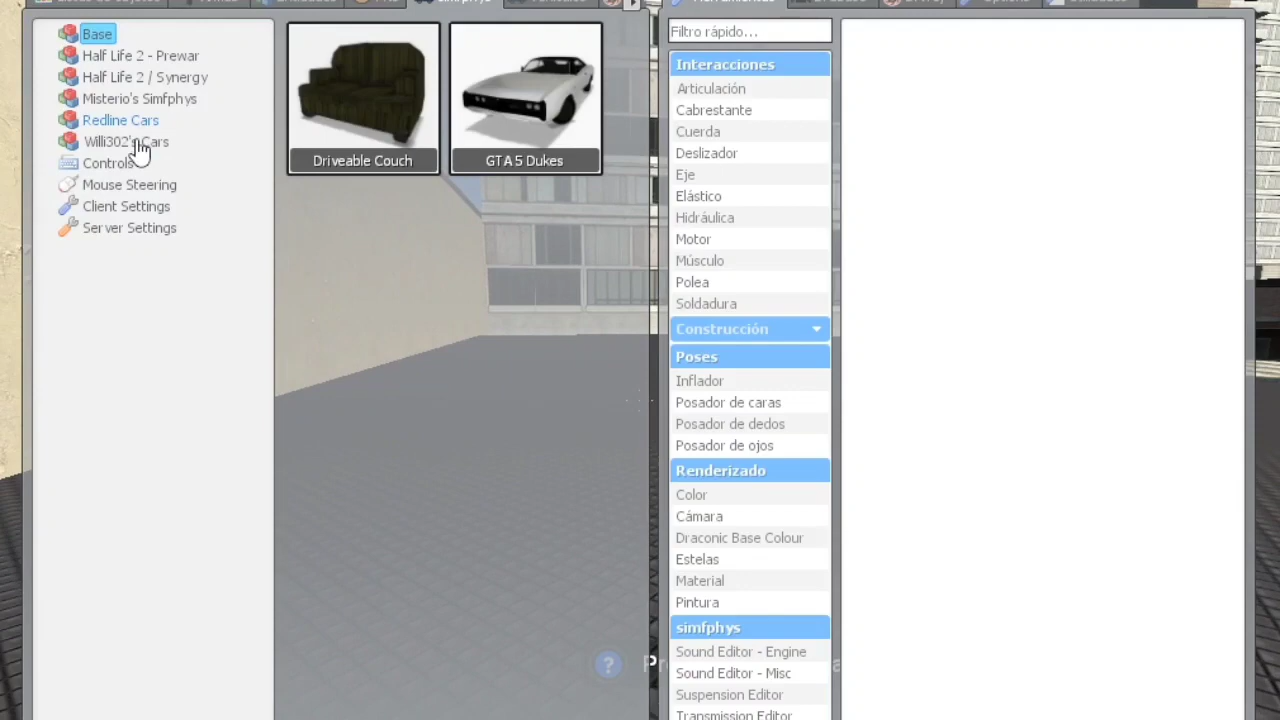 simfphys
Base
Half Life 2 - Prewar
Half Life 2 / Synergy
Misterio's Simfphys
Redline Cars
Willi302's Cars
Controls
Mouse Steering
Client Settings
Server Settings
Driveable Couch
GTA 5 Dukes
Filtro rápido...
Interacciones
Articulación
Cabrestante
Cuerda
Deslizador
Eje
Elástico
Hidráulica
Motor
Músculo
Polea
Soldadura
Construcción
Poses
Inflador
Posador de caras
Posador de dedos
Posador de ojos
Renderizado
Color
Cámara
Draconic Base Colour
Estelas
Material
Pintura
simfphys
Sound Editor - Engine
Sound Editor - Misc
Suspension Editor
Transmission Editor
?